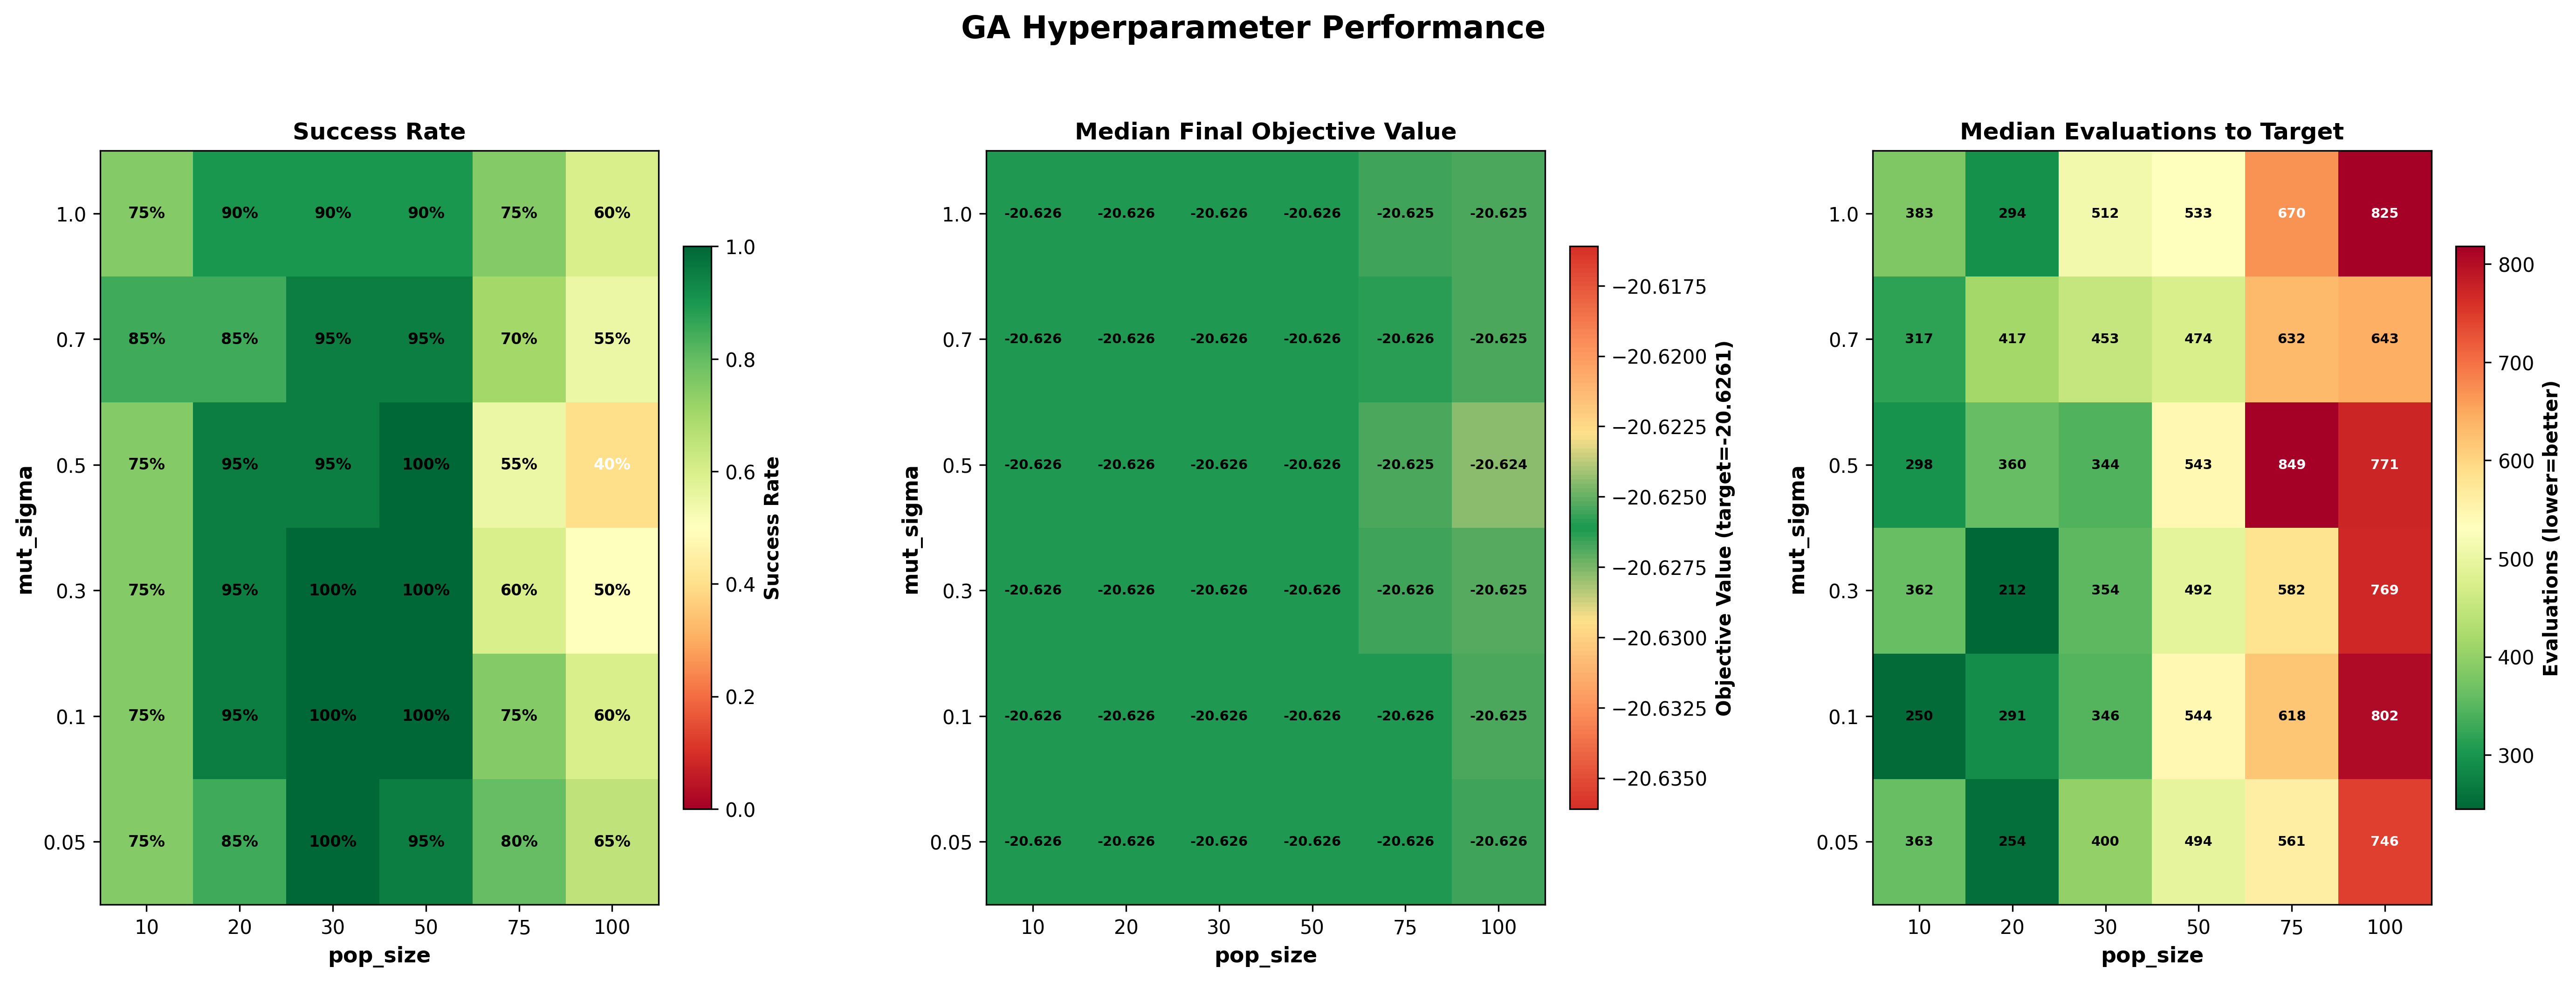 GA Hyperparameter Performance
Success Rate
mut_sigma
1.0 75% 90% 90% 90% 75% 60%
0.7 85% 85% 95% 95% 70% 55%
0.5 75% 95% 95% 100% 55% 40%
0.3 75% 95% 100% 100% 60% 50%
0.1 75% 95% 100% 100% 75% 60%
0.05 75% 85% 100% 95% 80% 65%
10 20 30 50 75 100
pop_size
1.0
0.8
0.6
0.4
0.2
0.0
Success Rate
Median Final Objective Value
mut_sigma
1.0 -20.626 -20.626 -20.626 -20.626 -20.625 -20.625
0.7 -20.626 -20.626 -20.626 -20.626 -20.626 -20.625
0.5 -20.626 -20.626 -20.626 -20.626 -20.625 -20.624
0.3 -20.626 -20.626 -20.626 -20.626 -20.626 -20.625
0.1 -20.626 -20.626 -20.626 -20.626 -20.626 -20.625
0.05 -20.626 -20.626 -20.626 -20.626 -20.626 -20.626
10 20 30 50 75 100
pop_size
−20.6175
−20.6200
−20.6225
−20.6250
−20.6275
−20.6300
−20.6325
−20.6350
Objective Value (target=-20.6261)
Median Evaluations to Target
mut_sigma
1.0 383 294 512 533 670 825
0.7 317 417 453 474 632 643
0.5 298 360 344 543 849 771
0.3 362 212 354 492 582 769
0.1 250 291 346 544 618 802
0.05 363 254 400 494 561 746
10 20 30 50 75 100
pop_size
800
700
600
500
400
300
Evaluations (lower=better)